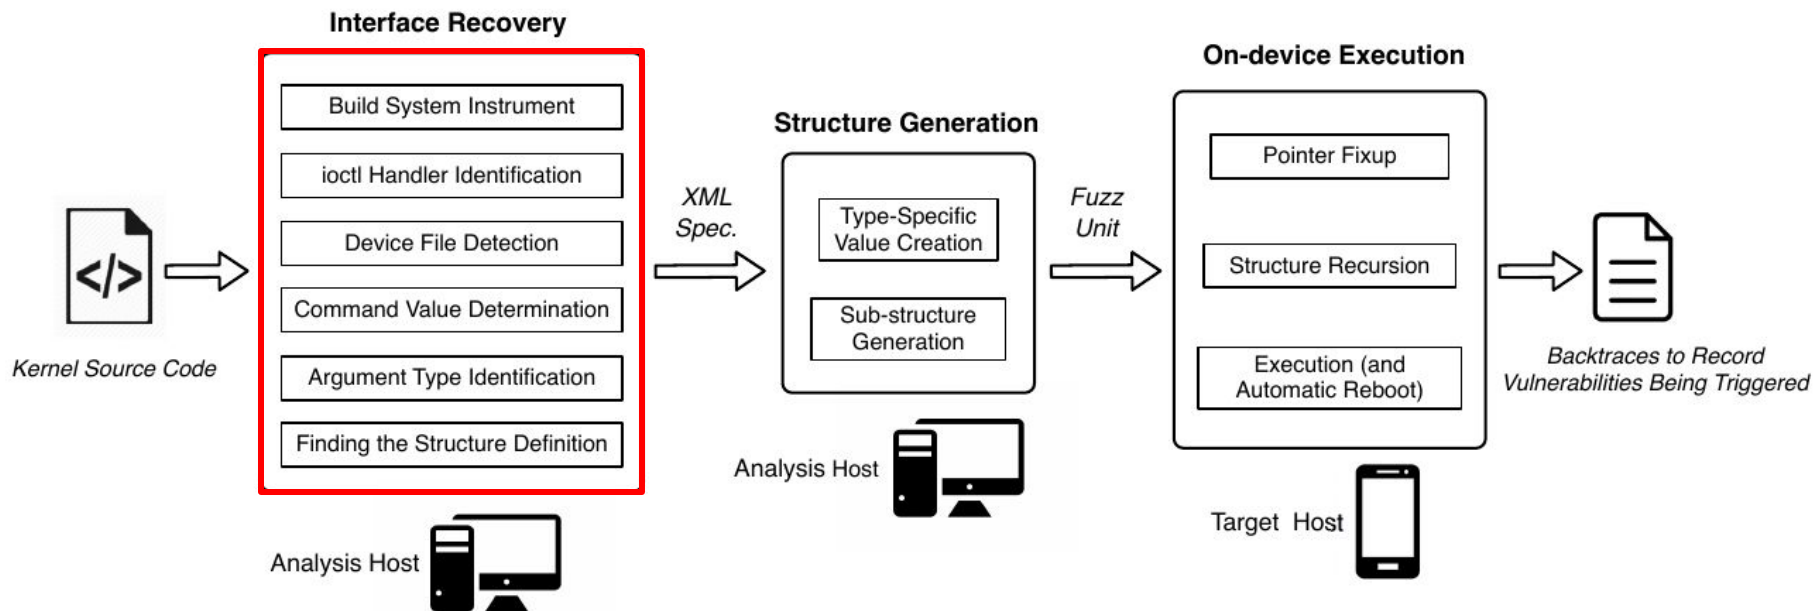 Interface Recovery
Build System Instrument
ioctl Handler Identification
Device File Detection
Command Value Determination
Argument Type Identification
Finding the Structure Definition
</>
Kernel Source Code
Analysis Host
XML
Spec.
Structure Generation
Type-Specific
Value Creation
Sub-structure
Generation
Analysis Host
Fuzz
Unit
On-device Execution
Pointer Fixup
Structure Recursion
Execution (and
Automatic Reboot)
Target Host
Backtraces to Record
Vulnerabilities Being Triggered